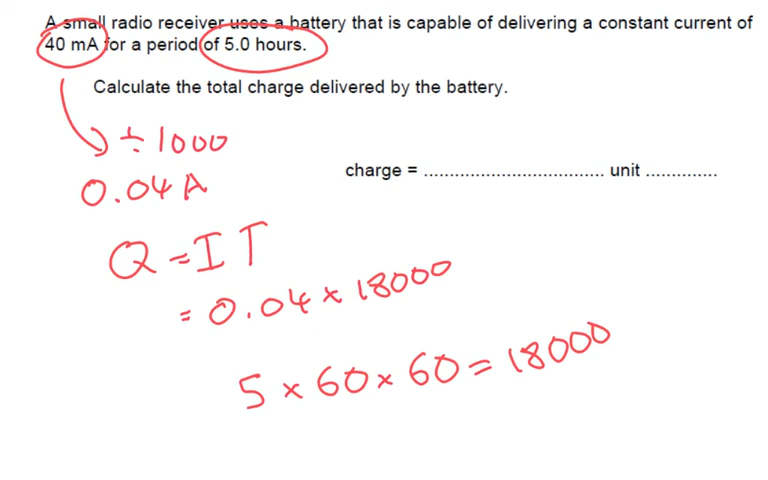 A small radio receiver uses a battery that is capable of delivering a constant current of
40 mA for a period of 5.0 hours.
Calculate the total charge delivered by the battery.
÷1000
charge = .................................. unit .............
0.04A
Q = IT
= 0.04 × 18000
5 × 60 × 60 = 18000